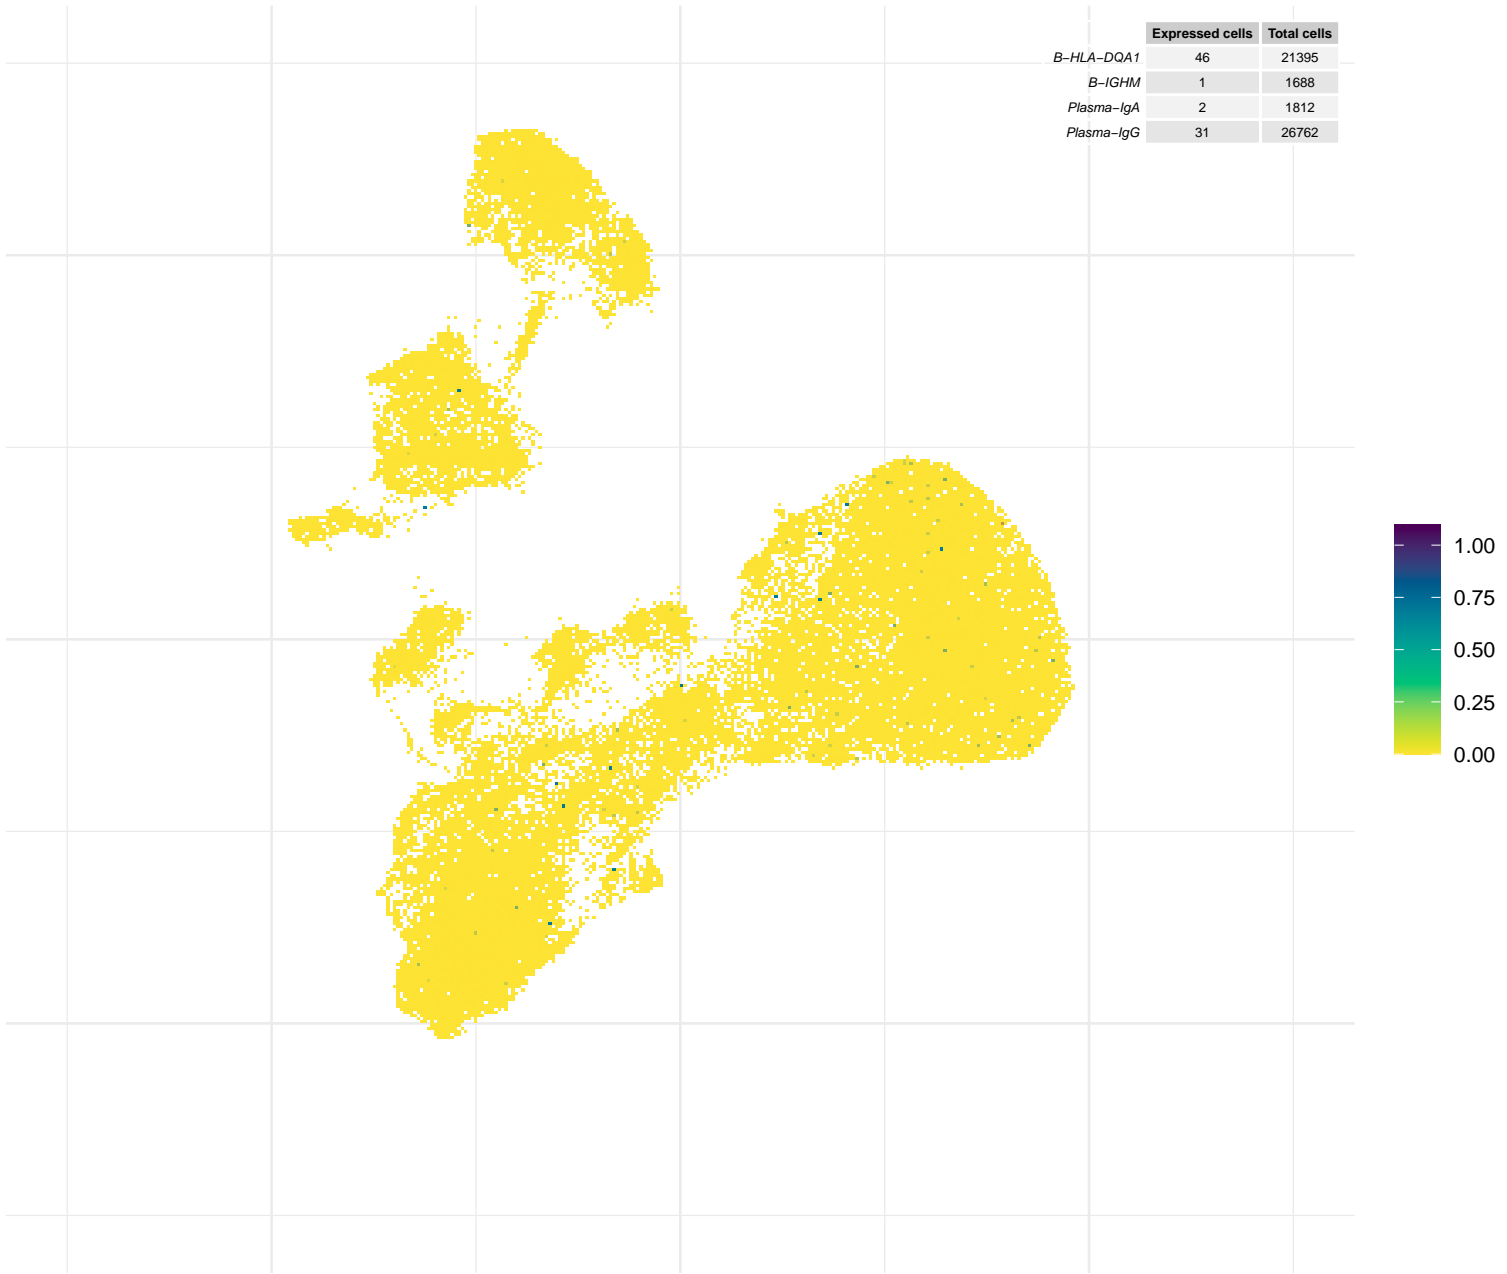 Expressed cells Total cells
B−HLA−DQA1 46 21395
B−IGHM 1 1688
Plasma−IgA 2 1812
Plasma−IgG 31 26762
1.00
0.75
0.50
0.25
0.00